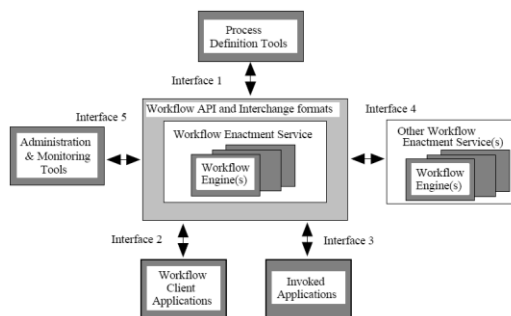 Process
Definition Tools
Interface 1
Workflow API and Interchange formats
Interface 5
Interface 4
Workflow Enactment Service
Other Workflow
Enactment Service(s)
Administration
& Monitoring
Tools
Workflow
Engine(s)
Workflow
Engine(s)
Interface 2
Interface 3
Workflow
Client
Applications
Invoked
Applications